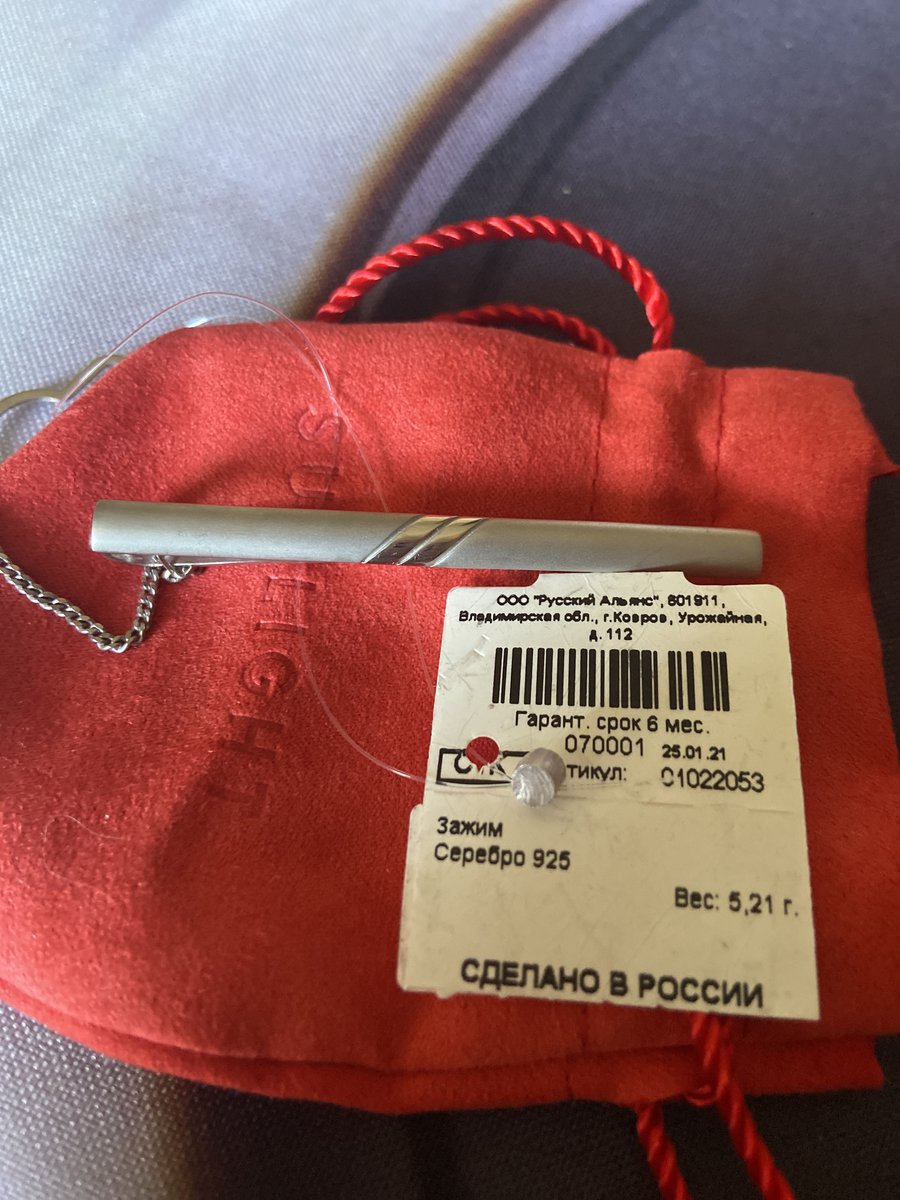 SUNLIGHT
ООО "Русский Альянс", 601911,
Владимирская обл., г.Ковров, Урожайная,
д. 112
Гарант. срок 6 мес.
070001 25.01.21
тикул: 01022053
Зажим
Серебро 925
Вес: 5,21 г.
СДЕЛАНО В РОССИИ